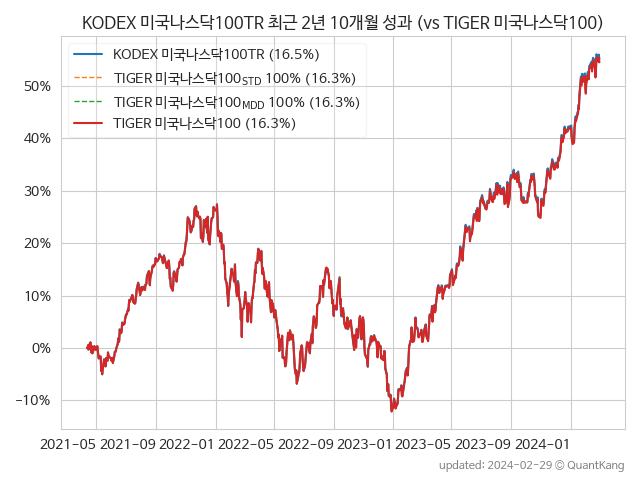 KODEX 미국나스닥100TR 최근 2년 10개월 성과 (vs TIGER 미국나스닥100)
KODEX 미국나스닥100TR (16.5%)
TIGER 미국나스닥100STD 100% (16.3%)
TIGER 미국나스닥100MDD 100% (16.3%)
TIGER 미국나스닥100 (16.3%)
50%
40%
30%
20%
10%
0%
−10%
2021-05 2021-09 2022-01 2022-05 2022-09 2023-01 2023-05 2023-09 2024-01
updated: 2024-02-29 © QuantKang